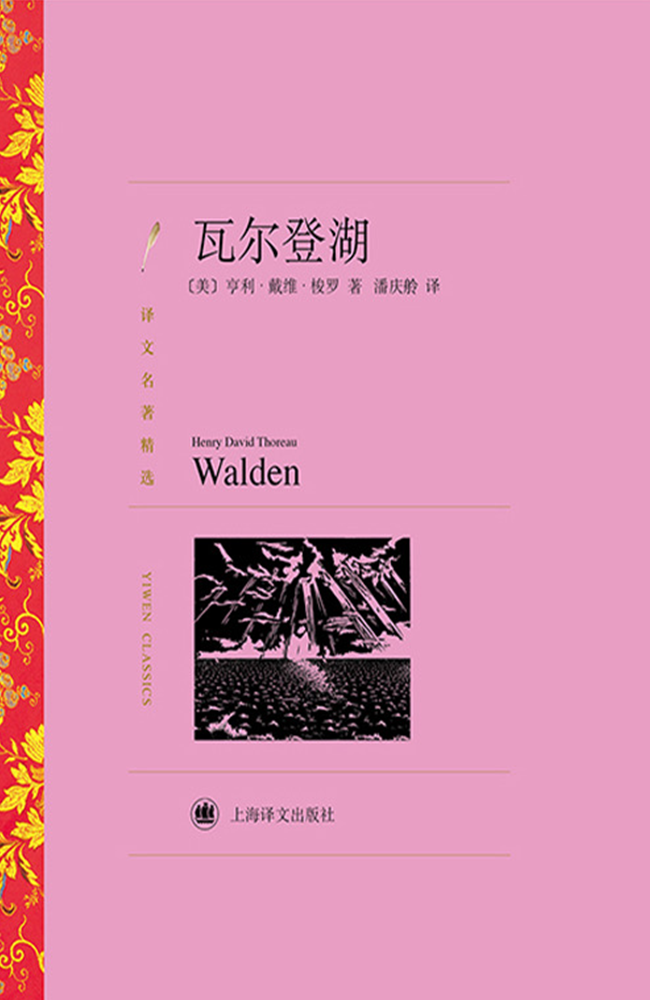 瓦尔登湖
〔美〕亨利·戴维·梭罗 著 潘庆舲 译
译文名著精选
Henry David Thoreau
Walden
YIWEN CLASSICS
上海译文出版社